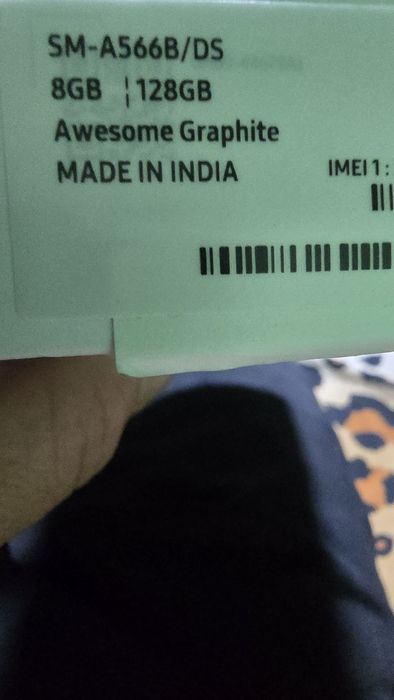 SM-A566B/DS
8GB ¦ 128GB
Awesome Graphite
MADE IN INDIA
IMEI 1 :